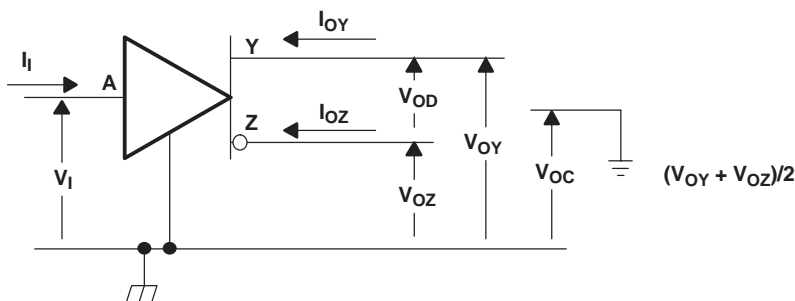 I_OY
I_I
A
Y
V_OD
I_OZ
Z
V_OY
V_I
V_OZ
V_OC
(V_OY + V_OZ)/2